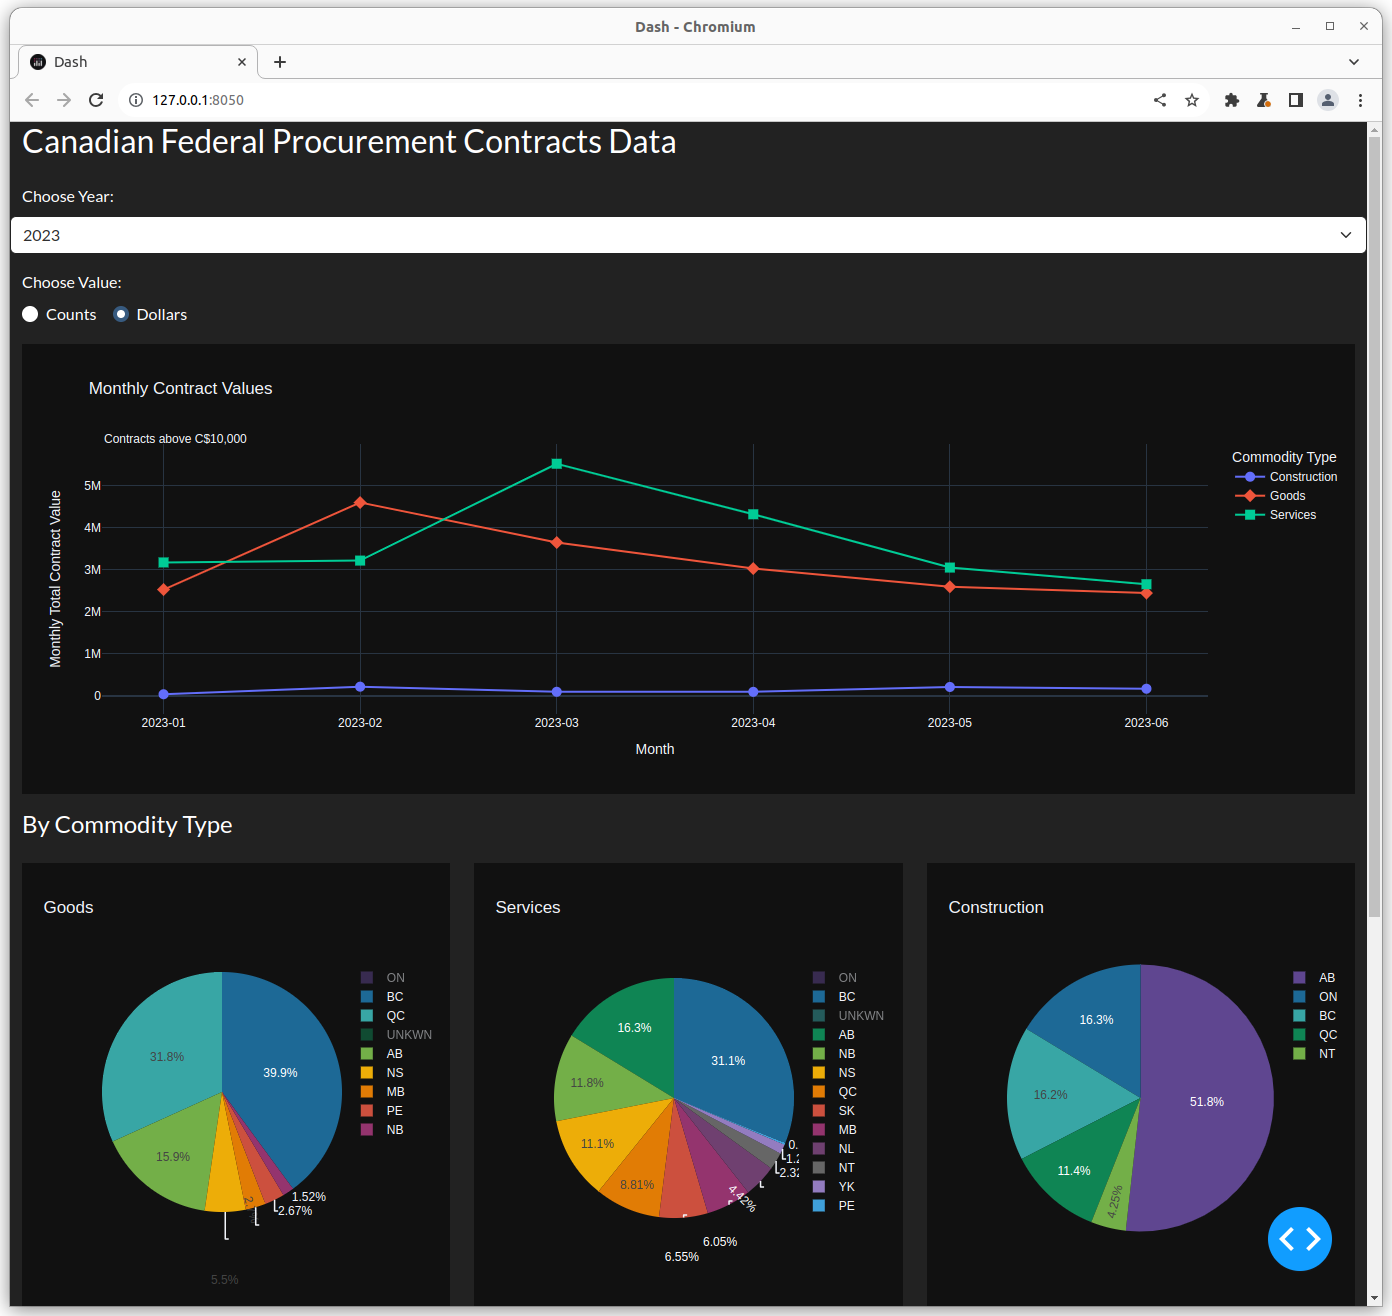 Dash - Chromium
Dash
127.0.0.1:8050
Canadian Federal Procurement Contracts Data
Choose Year:
2023
Choose Value:
Counts Dollars
Monthly Contract Values
Contracts above C$10,000
Monthly Total Contract Value
5M
4M
3M
2M
1M
0
2023-01 2023-02 2023-03 2023-04 2023-05 2023-06
Month
Commodity Type
Construction
Goods
Services
By Commodity Type
Goods
39.9%
31.8%
15.9%
1.52%
2.67%
5.5%
ON
BC
QC
UNKWN
AB
NS
MB
PE
NB
Services
16.3%
31.1%
11.8%
11.1%
8.81%
4.42%
6.05%
6.55%
ON
BC
UNKWN
AB
NB
NS
QC
SK
MB
NL
NT
YK
PE
Construction
16.3%
16.2%
51.8%
11.4%
4.25%
AB
ON
BC
QC
NT